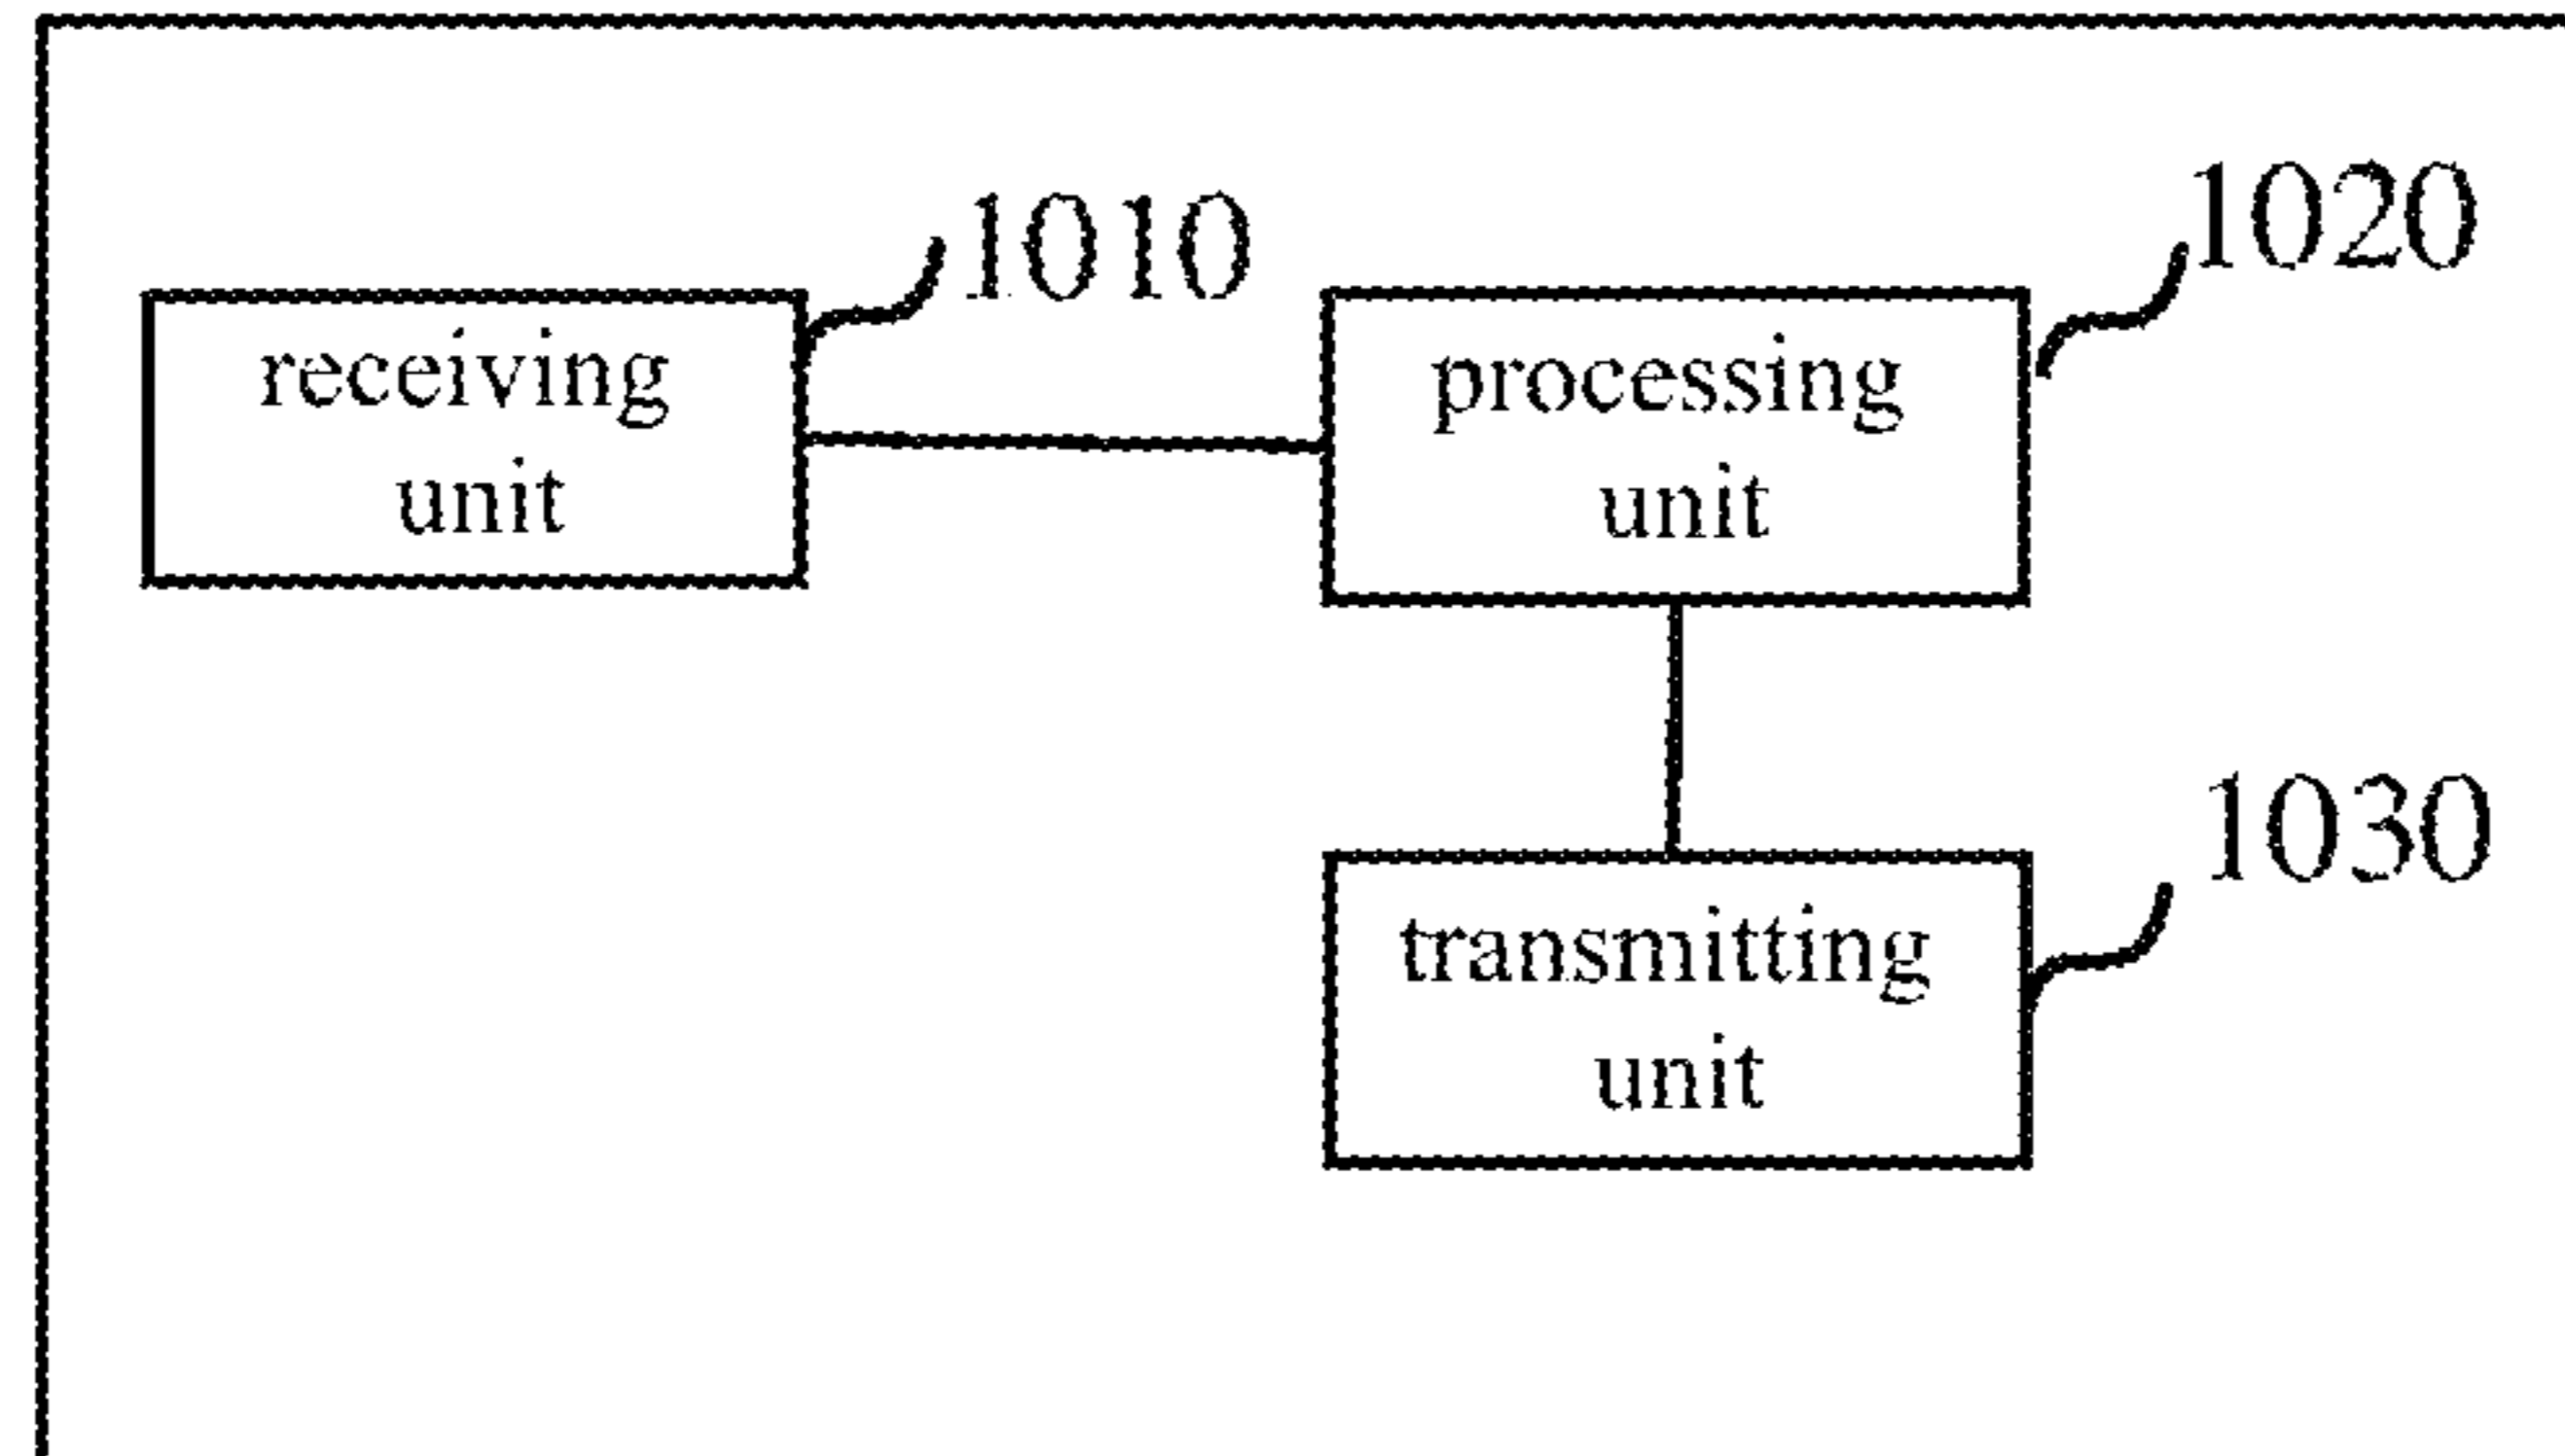 1010
receiving
unit
1020
processing
unit
1030
transmitting
unit